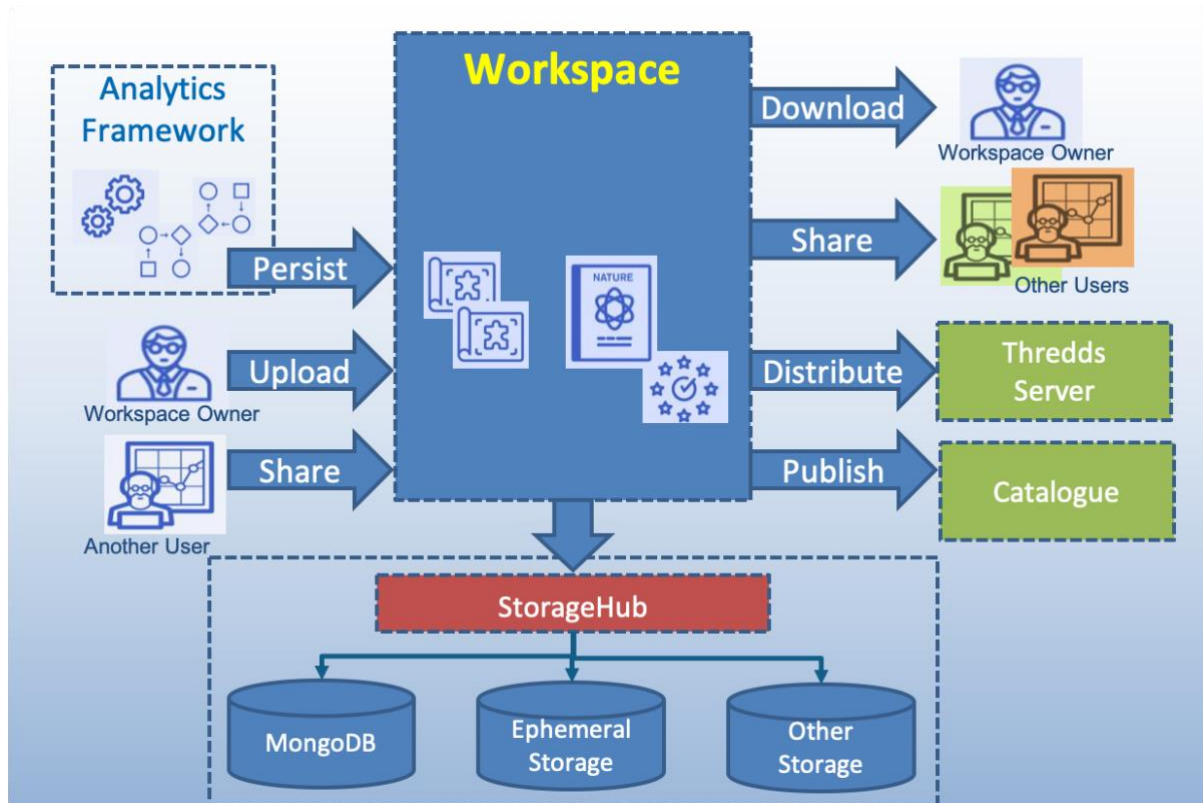 Workspace
Analytics
Framework
Persist
Upload
Workspace Owner
Share
Another User
NATURE
Download
Workspace Owner
Share
Other Users
Distribute
Thredds
Server
Publish
Catalogue
StorageHub
MongoDB
Ephemeral
Storage
Other
Storage